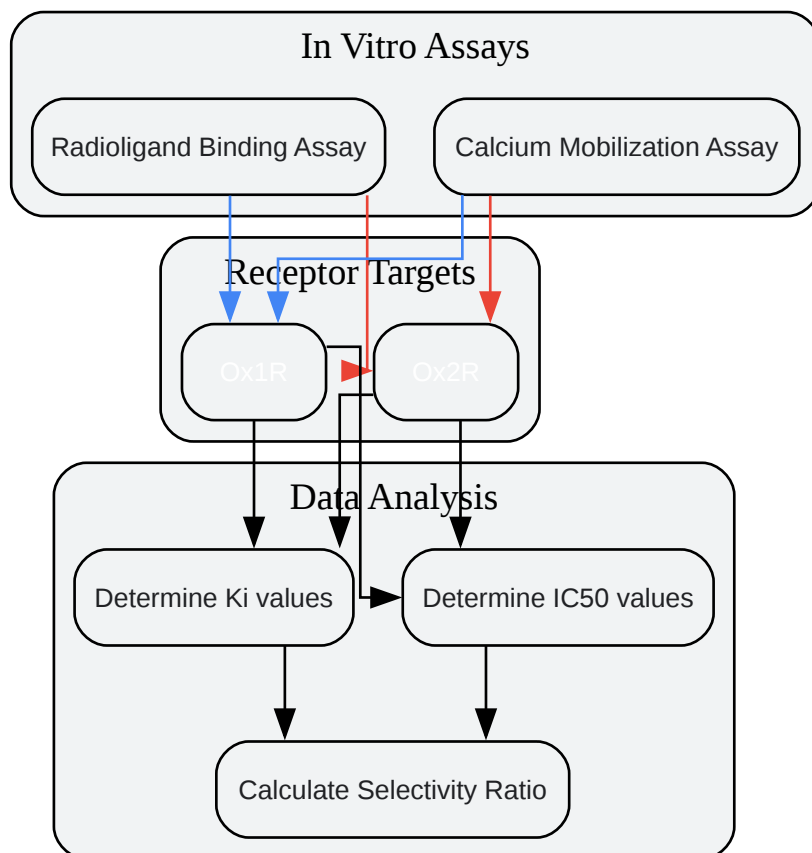 In Vitro Assays
Radioligand Binding Assay
Calcium Mobilization Assay
Receptor Targets
Ox1R
Ox2R
Data Analysis
Determine Ki values
Determine IC50 values
Calculate Selectivity Ratio